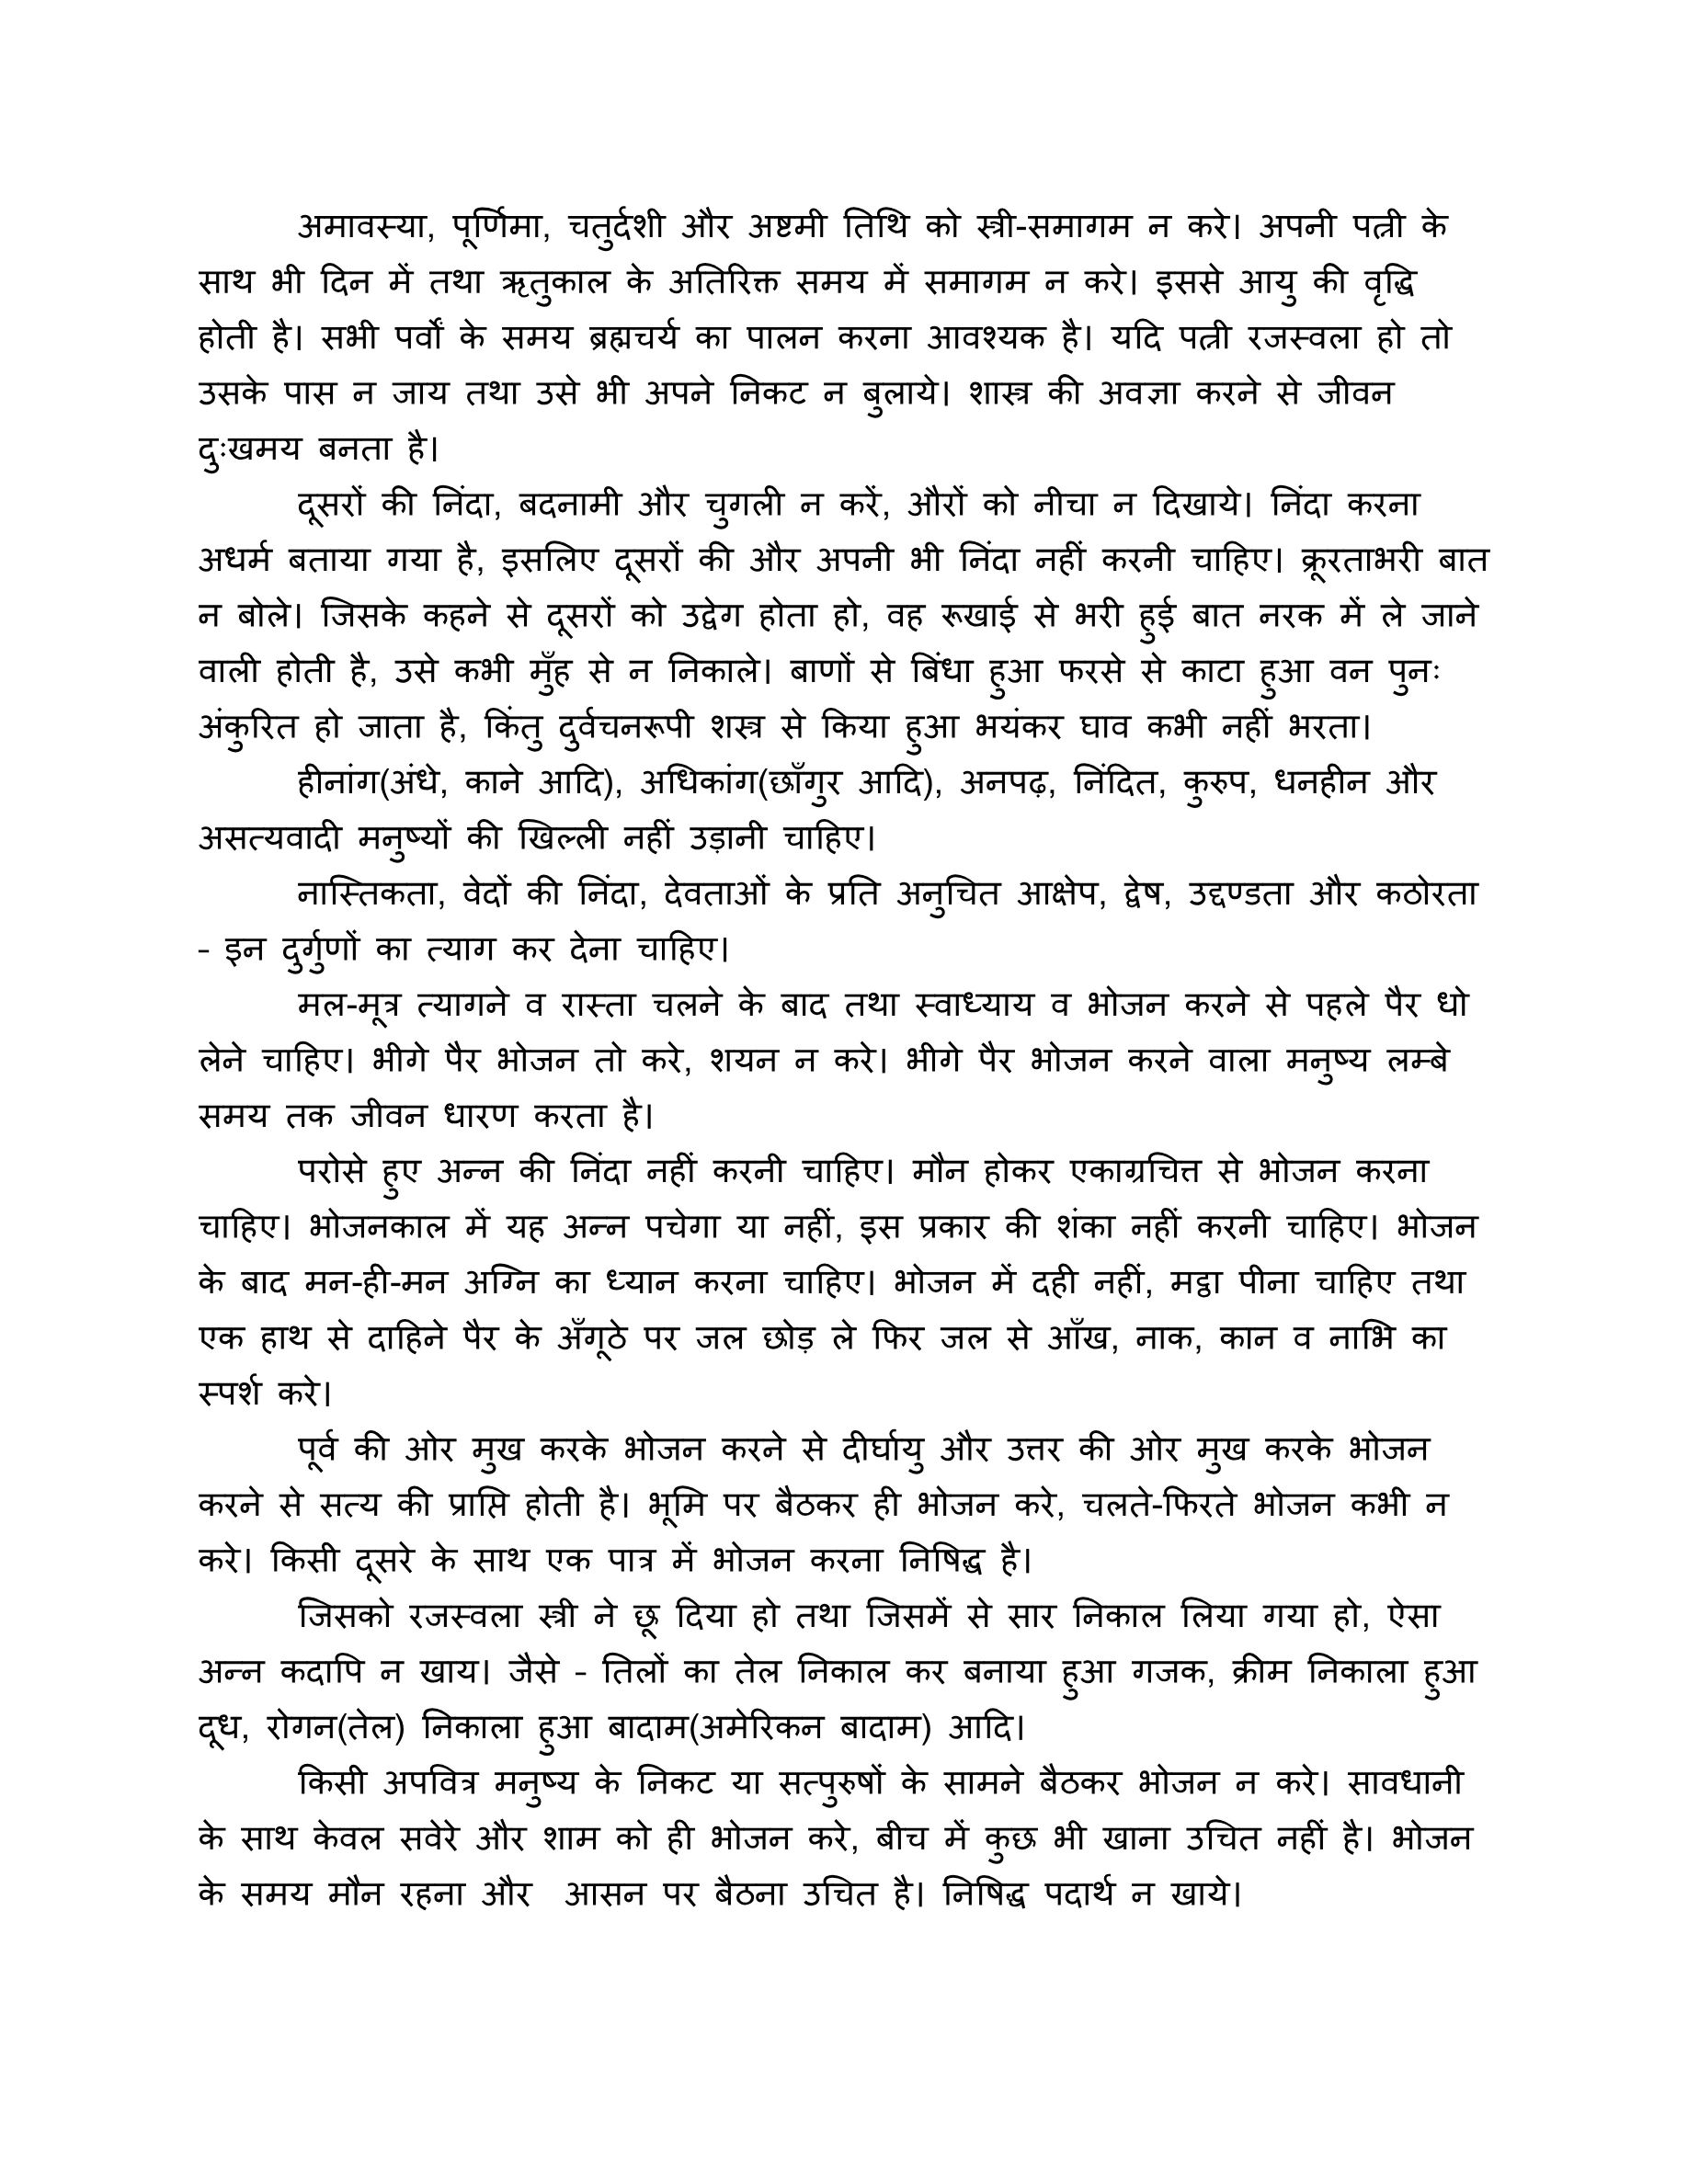 अमावस्या, पूर्णिमा, चतुर्दशी और अष्टमी तिथि को स्त्री-समागम न करे। अपनी पत्नी के
साथ भी दिन में तथा ऋतुकाल के अतिरिक्त समय में समागम न करे। इससे आयु की वृद्धि
होती है। सभी पर्वों के समय ब्रह्मचर्य का पालन करना आवश्यक है। यदि पत्नी रजस्वला हो तो
उसके पास न जाय तथा उसे भी अपने निकट न बुलाये। शास्त्र की अवज्ञा करने से जीवन
दुःखमय बनता है।
दूसरों की निंदा, बदनामी और चुगली न करें, औरों को नीचा न दिखाये। निंदा करना
अधर्म बताया गया है, इसलिए दूसरों की और अपनी भी निंदा नहीं करनी चाहिए। क्रूरताभरी बात
न बोले। जिसके कहने से दूसरों को उद्वेग होता हो, वह रूखाई से भरी हुई बात नरक में ले जाने
वाली होती है, उसे कभी मुँह से न निकाले। बाणों से बिंधा हुआ फरसे से काटा हुआ वन पुनः
अंकुरित हो जाता है, किंतु दुर्वचनरूपी शस्त्र से किया हुआ भयंकर घाव कभी नहीं भरता।
हीनांग(अंधे, काने आदि), अधिकांग(छाँगुर आदि), अनपढ़, निंदित, कुरुप, धनहीन और
असत्यवादी मनुष्यों की खिल्ली नहीं उड़ानी चाहिए।
नास्तिकता, वेदों की निंदा, देवताओं के प्रति अनुचित आक्षेप, द्वेष, उद्दण्डता और कठोरता
– इन दुर्गुणों का त्याग कर देना चाहिए।
मल-मूत्र त्यागने व रास्ता चलने के बाद तथा स्वाध्याय व भोजन करने से पहले पैर धो
लेने चाहिए। भीगे पैर भोजन तो करे, शयन न करे। भीगे पैर भोजन करने वाला मनुष्य लम्बे
समय तक जीवन धारण करता है।
परोसे हुए अन्न की निंदा नहीं करनी चाहिए। मौन होकर एकाग्रचित्त से भोजन करना
चाहिए। भोजनकाल में यह अन्न पचेगा या नहीं, इस प्रकार की शंका नहीं करनी चाहिए। भोजन
के बाद मन-ही-मन अग्नि का ध्यान करना चाहिए। भोजन में दही नहीं, मट्ठा पीना चाहिए तथा
एक हाथ से दाहिने पैर के अँगूठे पर जल छोड़ ले फिर जल से आँख, नाक, कान व नाभि का
स्पर्श करे।
पूर्व की ओर मुख करके भोजन करने से दीर्घायु और उत्तर की ओर मुख करके भोजन
करने से सत्य की प्राप्ति होती है। भूमि पर बैठकर ही भोजन करे, चलते-फिरते भोजन कभी न
करे। किसी दूसरे के साथ एक पात्र में भोजन करना निषिद्ध है।
जिसको रजस्वला स्त्री ने छू दिया हो तथा जिसमें से सार निकाल लिया गया हो, ऐसा
अन्न कदापि न खाय। जैसे – तिलों का तेल निकाल कर बनाया हुआ गजक, क्रीम निकाला हुआ
दूध, रोगन(तेल) निकाला हुआ बादाम(अमेरिकन बादाम) आदि।
किसी अपवित्र मनुष्य के निकट या सत्पुरुषों के सामने बैठकर भोजन न करे। सावधानी
के साथ केवल सवेरे और शाम को ही भोजन करे, बीच में कुछ भी खाना उचित नहीं है। भोजन
के समय मौन रहना और आसन पर बैठना उचित है। निषिद्ध पदार्थ न खाये।